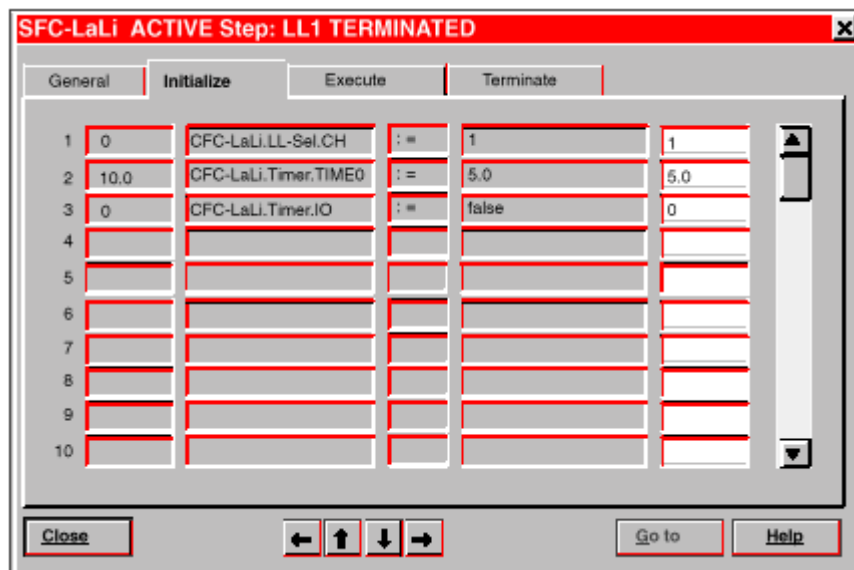 SFC-LaLi ACTIVE Step: LL1 TERMINATED
General Initialize Execute Terminate
1 0 CFC-LaLi.LL-Sel.CH := 1 1
2 10.0 CFC-LaLi.Timer.TIME0 := 5.0 5.0
3 0 CFC-LaLi.Timer.IO := false 0
4
5
6
7
8
9
10
Close Go to Help